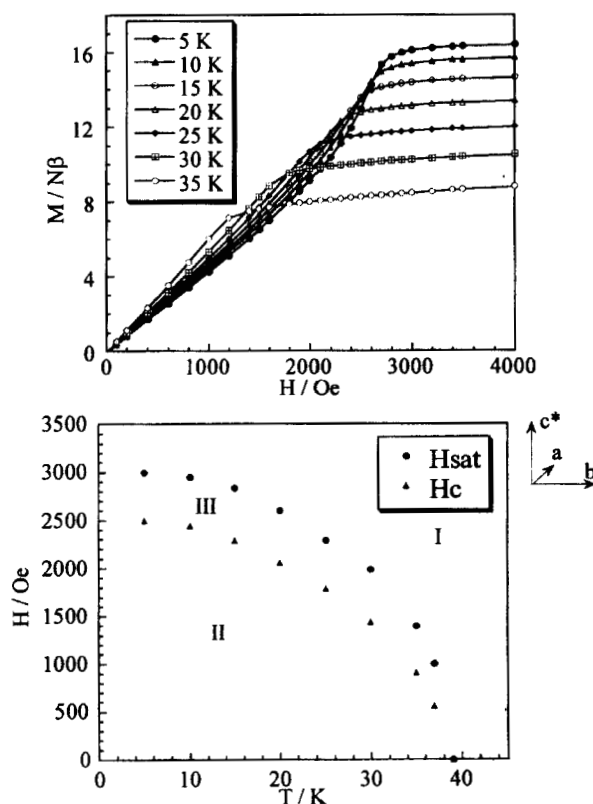 16
12
8
4
0
M / Nβ
5 K
10 K
15 K
20 K
25 K
30 K
35 K
0 1000 2000 3000 4000
H / Oe
3500
3000
2500
2000
1500
1000
500
0
H / Oe
Hsat
Hc
III
I
II
0 10 20 30 40
T / K
c*
a
b